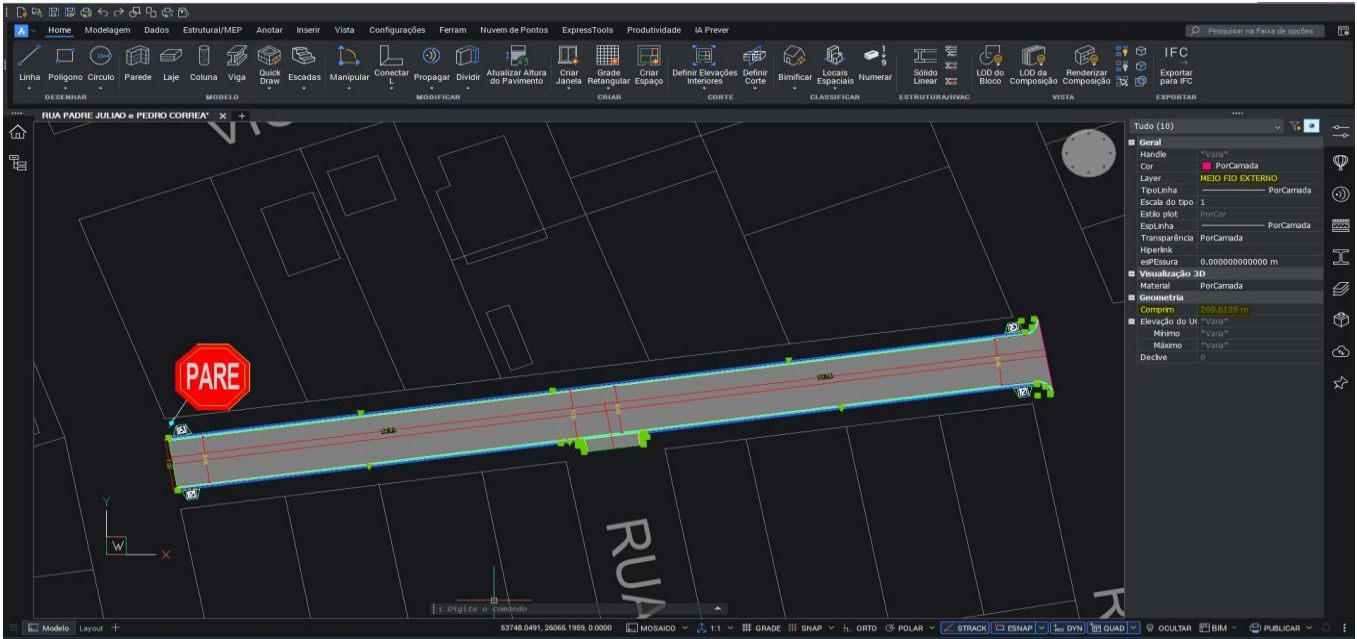 Home Modelagem Dados Estrutural/MEP Anotar Inserir Vista Configurações Ferram Nuvem de Pontos ExpressTools Produtividade IA Prever
Pesquisar na Faixa de opções
Linha Polígono Círculo Parede Laje Coluna Viga Quick Draw Escadas Manipular Conectar L Propagar Dividir Atualizar Altura do Pavimento Criar Janela Grade Retangular Criar Espaço Definir Elevações Interiores Definir Corte Bimificar Locais Espaciais Numerar Sólido Linear LOD do Bloco LOD da Composição Renderizar Composição IFC Exportar para IFC
DESENHAR MODELO MODIFICAR CRIAR CORTE CLASSIFICAR ESTRUTURA/HVAC VISTA EXPORTAR
RUA PADRE JULIAO e PEDRO CORREA*
Tudo (10)
Geral
Handle *Varia*
Cor PorCamada
Layer MEIO FIO EXTERNO
TipoLinha PorCamada
Escala do tipo 1
Estilo plot PorCor
EspLinha PorCamada
Transparência PorCamada
Hiperlink
esPEssura 0.000000000000 m
Visualização 3D
Material PorCamada
Geometria
Comprim 209.6135 m
Elevação do U( *Varia*
Mínimo *Varia*
Máximo *Varia*
Declive 0
PARE
RUA
Y
W
X
: Digite o comando
Modelo Layout
53748.0491, 26066.1959, 0.0000 MOSAICO 1:1 GRADE SNAP ORTO POLAR STRACK ESNAP DYN QUAD OCULTAR BIM PUBLICAR